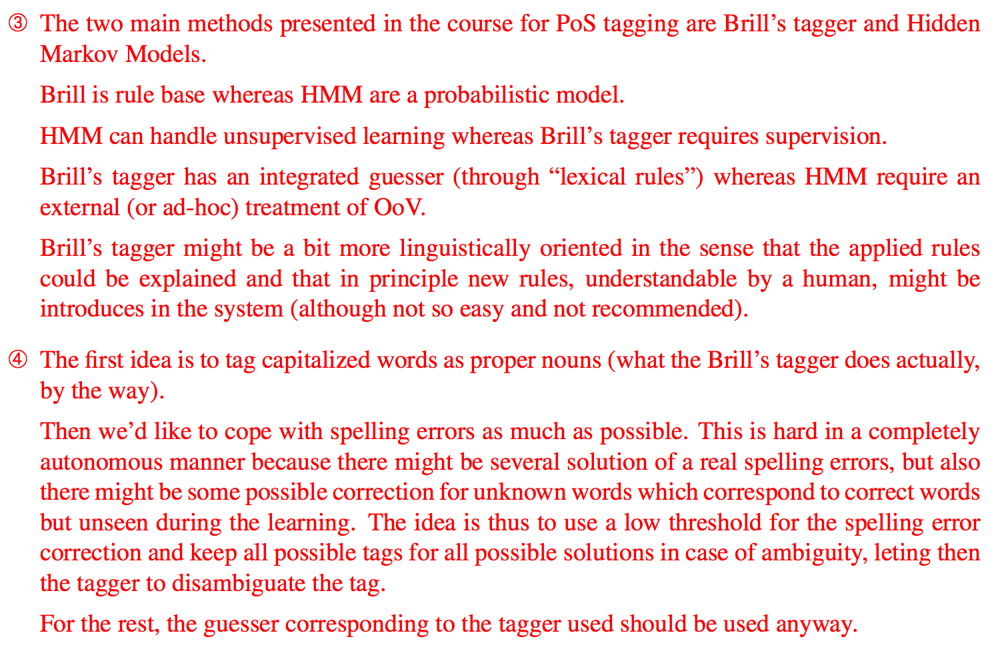 ③ The two main methods presented in the course for PoS tagging are Brill’s tagger and Hidden
Markov Models.
Brill is rule base whereas HMM are a probabilistic model.
HMM can handle unsupervised learning whereas Brill’s tagger requires supervision.
Brill’s tagger has an integrated guesser (through “lexical rules”) whereas HMM require an
external (or ad-hoc) treatment of OoV.
Brill’s tagger might be a bit more linguistically oriented in the sense that the applied rules
could be explained and that in principle new rules, understandable by a human, might be
introduces in the system (although not so easy and not recommended).
④ The first idea is to tag capitalized words as proper nouns (what the Brill’s tagger does actually,
by the way).
Then we’d like to cope with spelling errors as much as possible. This is hard in a completely
autonomous manner because there might be several solution of a real spelling errors, but also
there might be some possible correction for unknown words which correspond to correct words
but unseen during the learning. The idea is thus to use a low threshold for the spelling error
correction and keep all possible tags for all possible solutions in case of ambiguity, leting then
the tagger to disambiguate the tag.
For the rest, the guesser corresponding to the tagger used should be used anyway.